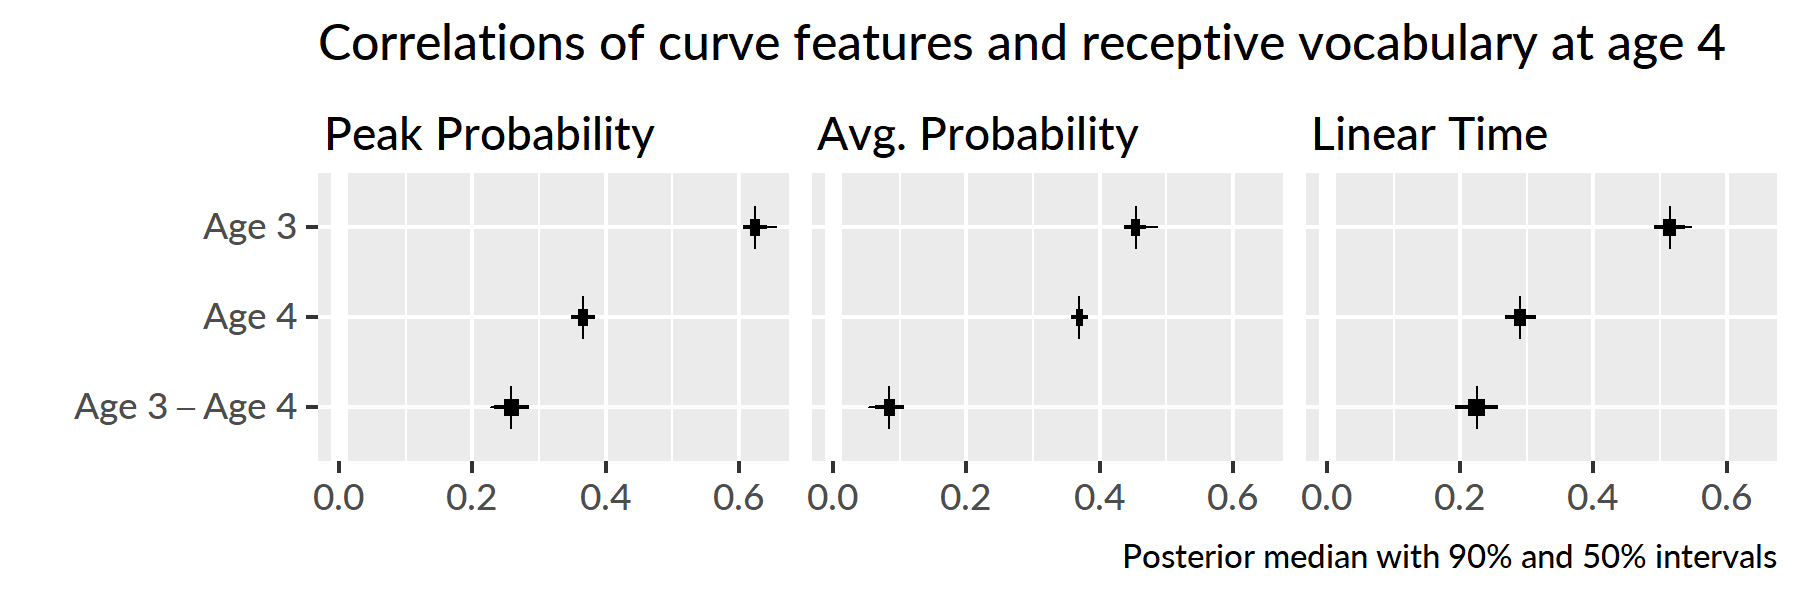 Correlations of curve features and receptive vocabulary at age 4
Peak Probability Avg. Probability Linear Time
Age 3
Age 4
Age 3 – Age 4
0.0 0.2 0.4 0.6 0.0 0.2 0.4 0.6 0.0 0.2 0.4 0.6
Posterior median with 90% and 50% intervals